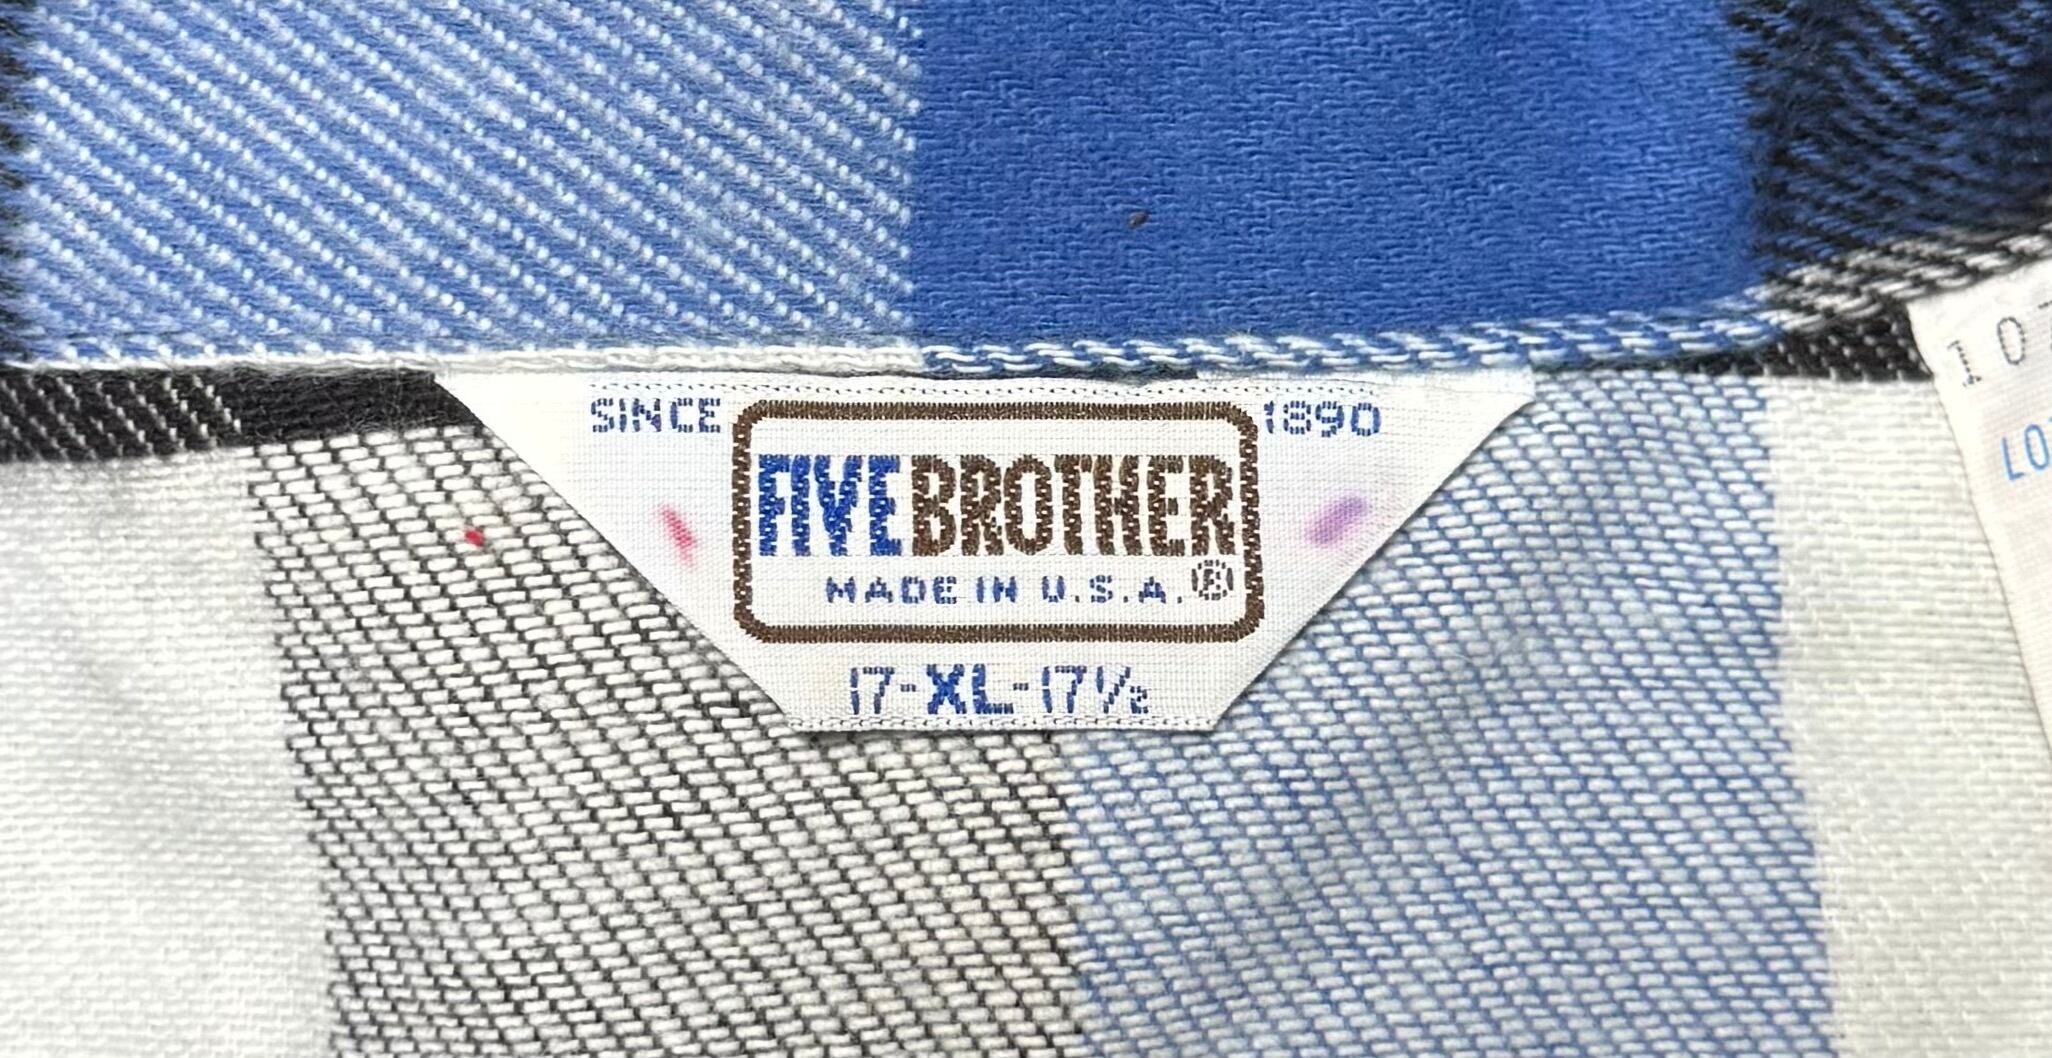 SINCE 1890
FIVE BROTHER
MADE IN U.S.A.®
17-XL-17½